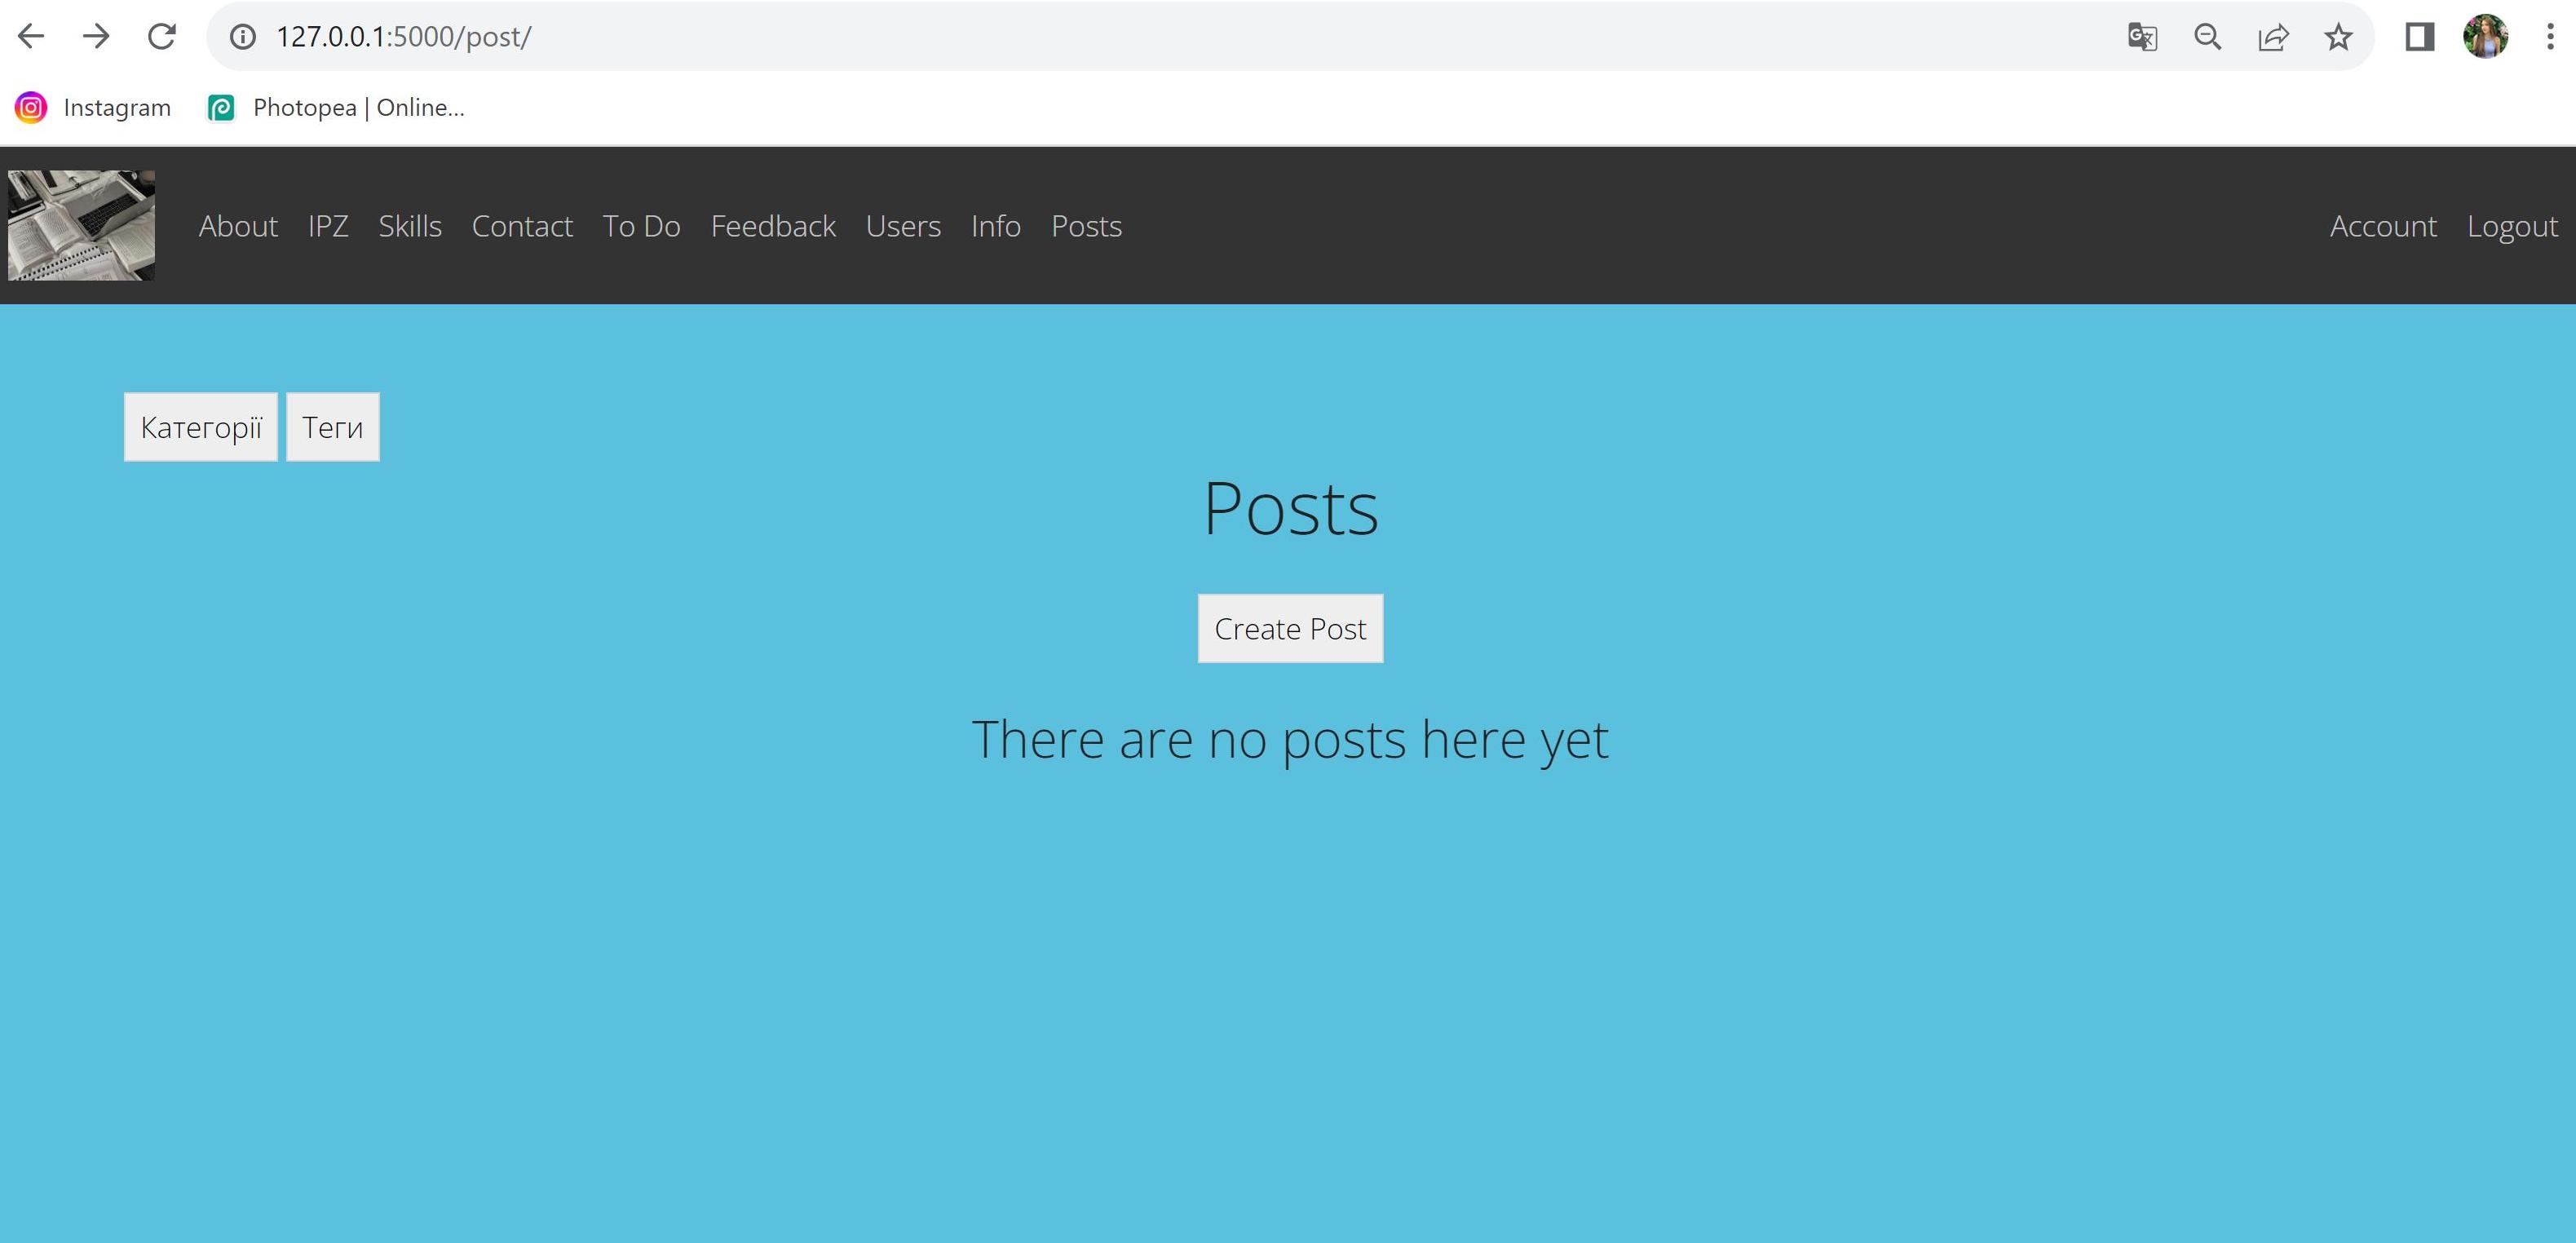 127.0.0.1:5000/post/
Instagram Photopea | Online...
About IPZ Skills Contact To Do Feedback Users Info Posts Account Logout
Категорії Теги
Posts
Create Post
There are no posts here yet